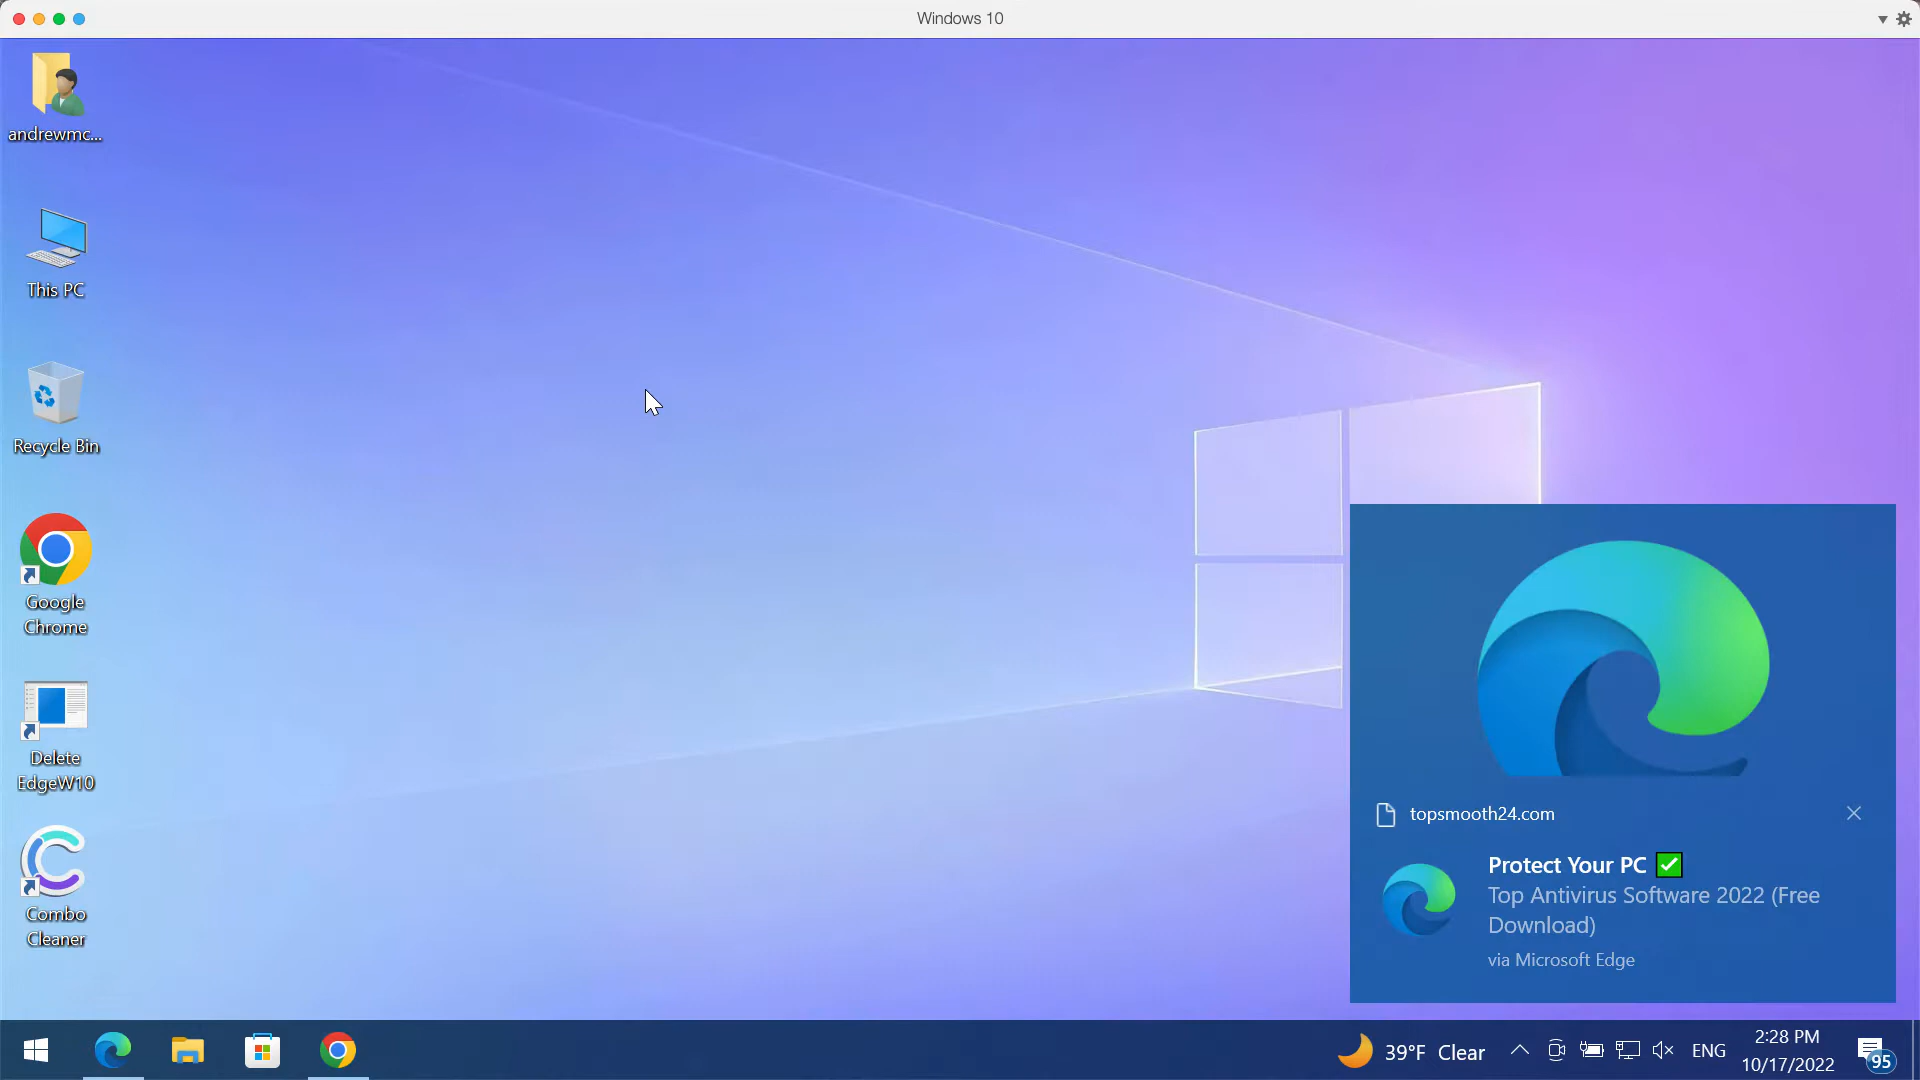 Windows 10
andrewmc...
This PC
Recycle Bin
Google
Chrome
Delete
EdgeW10
Combo
Cleaner
topsmooth24.com
Protect Your PC ✅
Top Antivirus Software 2022 (Free
Download)
via Microsoft Edge
39°F Clear
ENG
2:28 PM
10/17/2022
95